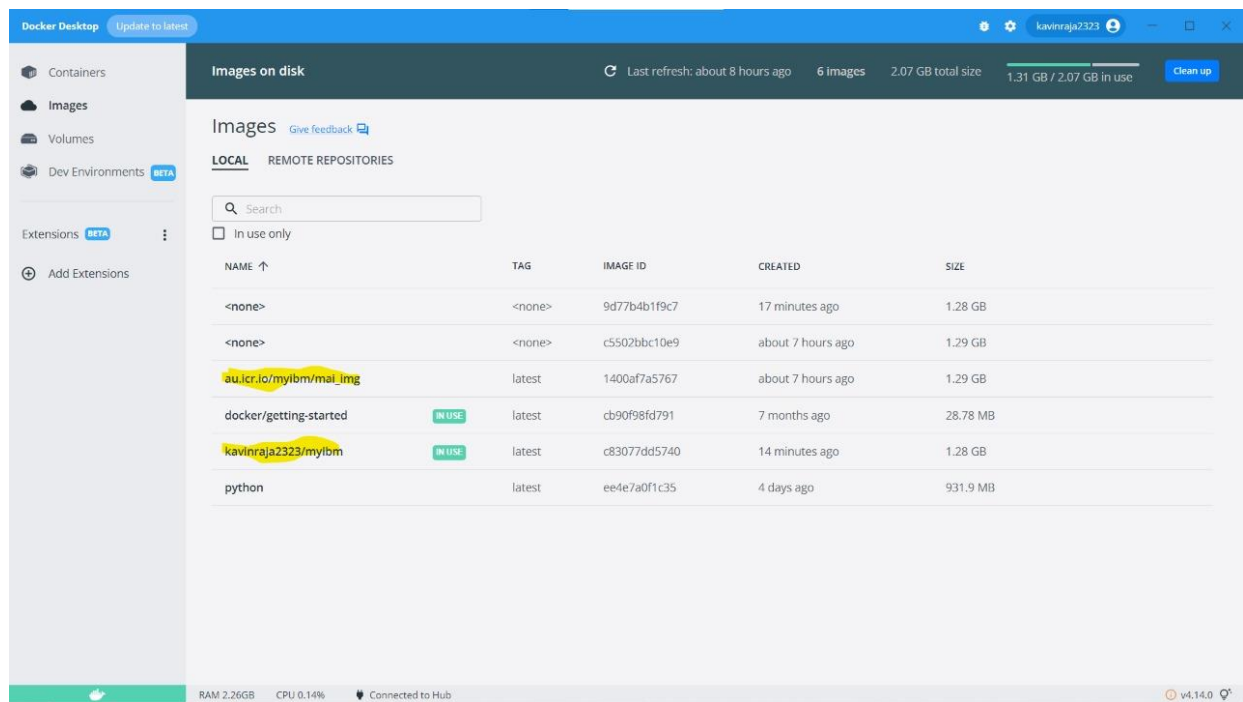 Docker Desktop Update to latest kavinraja2323
Containers
Images
Volumes
Dev Environments BETA
Extensions BETA
Add Extensions
Images on disk Last refresh: about 8 hours ago 6 images 2.07 GB total size 1.31 GB / 2.07 GB in use Clean up
Images Give feedback
LOCAL REMOTE REPOSITORIES
Search
In use only
NAME TAG IMAGE ID CREATED SIZE
<none> <none> 9d77b4b1f9c7 17 minutes ago 1.28 GB
<none> <none> c5502bbc10e9 about 7 hours ago 1.29 GB
au.icr.io/myibm/mai_img latest 1400af7a5767 about 7 hours ago 1.29 GB
docker/getting-started IN USE latest cb90f98fd791 7 months ago 28.78 MB
kavinraja2323/myibm IN USE latest c83077dd5740 14 minutes ago 1.28 GB
python latest ee4e7a0f1c35 4 days ago 931.9 MB
RAM 2.26GB CPU 0.14% Connected to Hub v4.14.0